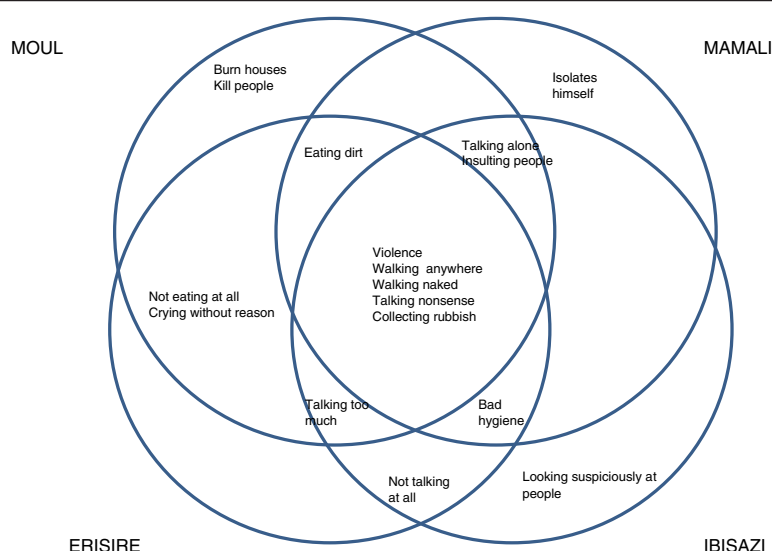 MOUL
MAMALI
Burn houses
Kill people
Isolates
himself
Eating dirt
Talking alone
Insulting people
Violence
Walking anywhere
Walking naked
Talking nonsense
Collecting rubbish
Not eating at all
Crying without reason
Talking too
much
Bad
hygiene
Not talking
at all
Looking suspiciously at
people
ERISIRE
IBISAZI